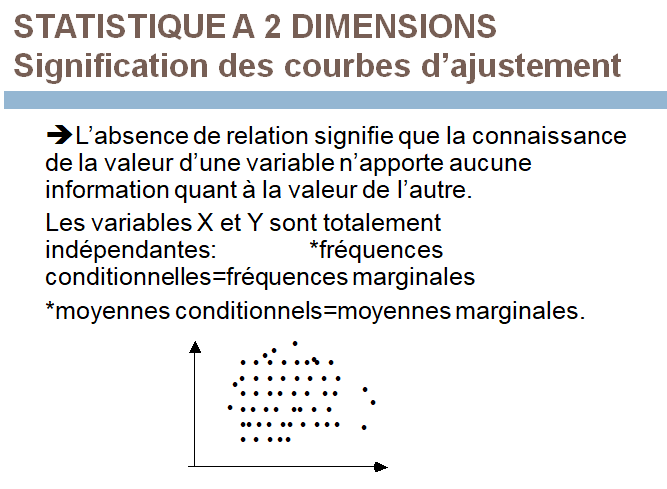 STATISTIQUE A 2 DIMENSIONS
Signification des courbes d’ajustement
➔L’absence de relation signifie que la connaissance
de la valeur d’une variable n’apporte aucune
information quant à la valeur de l’autre.
Les variables X et Y sont totalement
indépendantes: *fréquences
conditionnelles=fréquences marginales
*moyennes conditionnels=moyennes marginales.